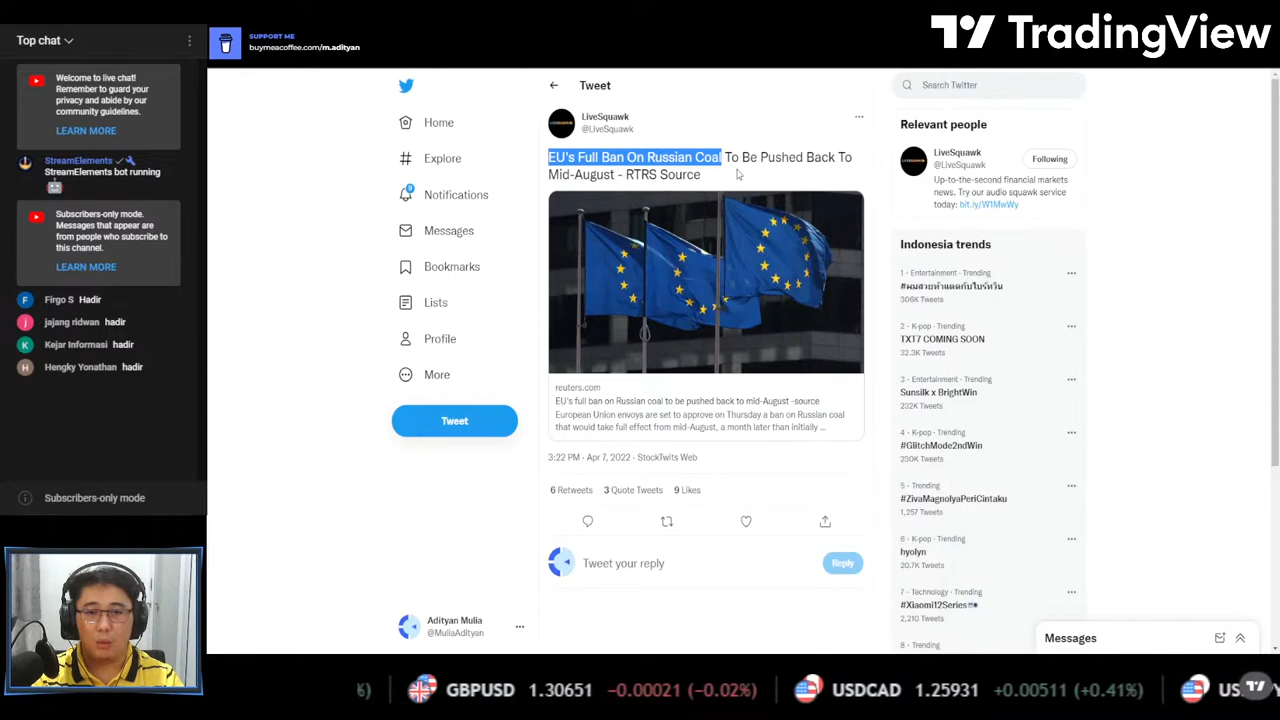 Top chat
SUPPORT ME
buymeacoffee.com/m.adityan
TradingView
Welcome to live chat!
Remember to guard your
privacy and abide by our
community guidelines.
LEARN MORE
StreamElements
StreamElements bot running
Subscribers-only mode.
Messages that appear are
from people who subscribe to
this channel.
LEARN MORE
F Firgo S Hadir
j jajang ridwan hadir
K Kejar Informasi hadir
H Hengky Yonathan hadir
Subscribers-only mode
Home
Explore
9
Notifications
Messages
Bookmarks
Lists
Profile
More
Tweet
Adityan Mulia
@MuliaAdityan
Tweet
LiveSquawk
@LiveSquawk
EU's Full Ban On Russian Coal To Be Pushed Back To
Mid-August - RTRS Source
reuters.com
EU's full ban on Russian coal to be pushed back to mid-August -source
European Union envoys are set to approve on Thursday a ban on Russian coal
that would take full effect from mid-August, a month later than initially ...
3:22 PM · Apr 7, 2022 · StockTwits Web
6 Retweets 3 Quote Tweets 9 Likes
Tweet your reply
Reply
Search Twitter
Relevant people
LiveSquawk
@LiveSquawk
Following
Up-to-the-second financial markets
news. Try our audio squawk service
today: bit.ly/W1MwWy
Indonesia trends
1 · Entertainment · Trending
306K Tweets
2 · K-pop · Trending
TXT7 COMING SOON
32.3K Tweets
3 · Entertainment · Trending
Sunsilk x BrightWin
232K Tweets
4 · K-pop · Trending
#GlitchMode2ndWin
230K Tweets
5 · Trending
#ZivaMagnolyaPeriCintaku
1,257 Tweets
6 · K-pop · Trending
hyolyn
20.7K Tweets
7 · Technology · Trending
#Xiaomi12Series
2,210 Tweets
8 · Trending
Messages
%) GBPUSD 1.30651 −0.00021 (−0.02%) USDCAD 1.25931 +0.00511 (+0.41%)